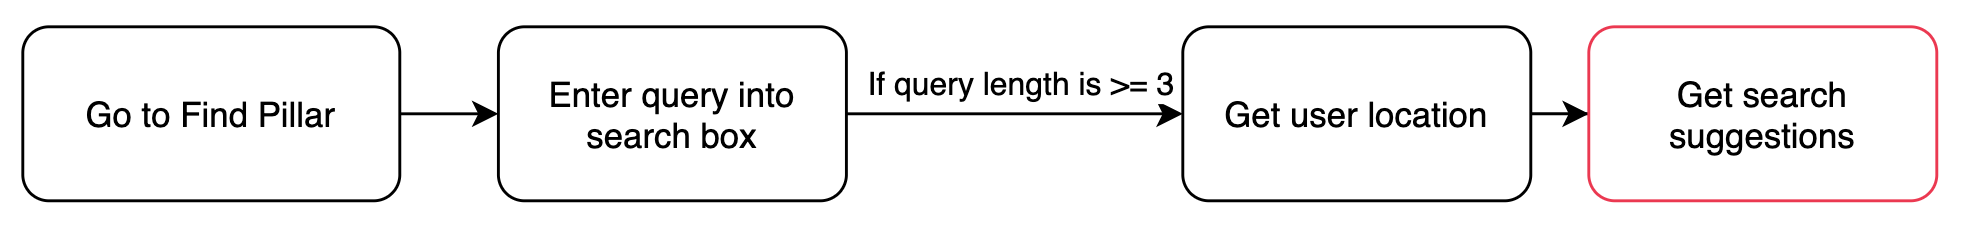 Go to Find Pillar
Enter query into
search box
If query length is >= 3
Get user location
Get search
suggestions